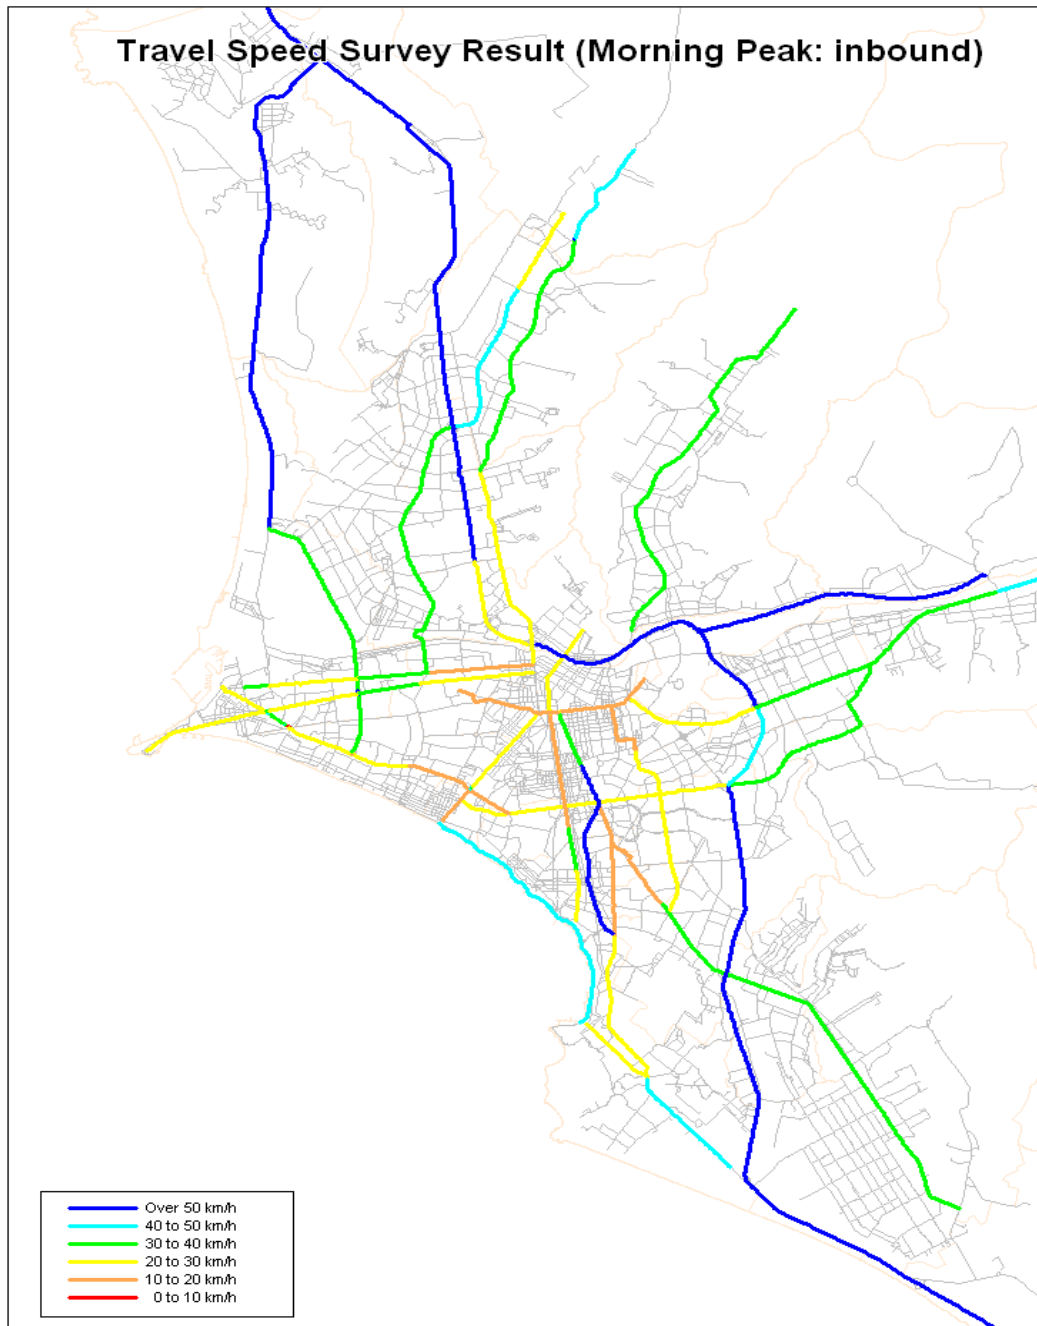 Travel Speed Survey Result (Morning Peak: inbound)
Over 50 km/h
40 to 50 km/h
30 to 40 km/h
20 to 30 km/h
10 to 20 km/h
0 to 10 km/h